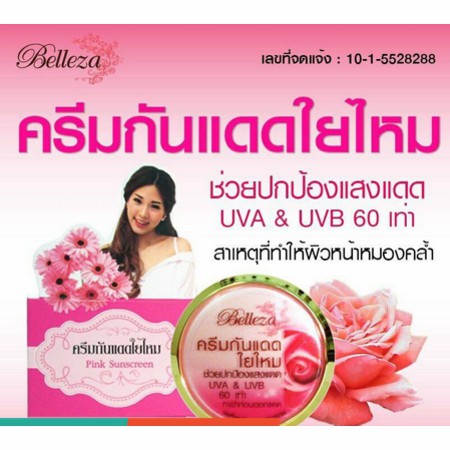 Belleza
เลขที่จดแจ้ง : 10-1-5528288
ครีมกันแดดใยไหม
ช่วยปกป้องแสงแดด
UVA & UVB 60 เท่า
สาเหตุที่ทำให้ผิวหน้าหมองคล้ำ
ครีมกันแดดใยไหม
Pink Sunscreen
Belleza
ครีมกันแดด
ใยไหม
ช่วยปกป้องแสงแดด
UVA & UVB
60 เท่า